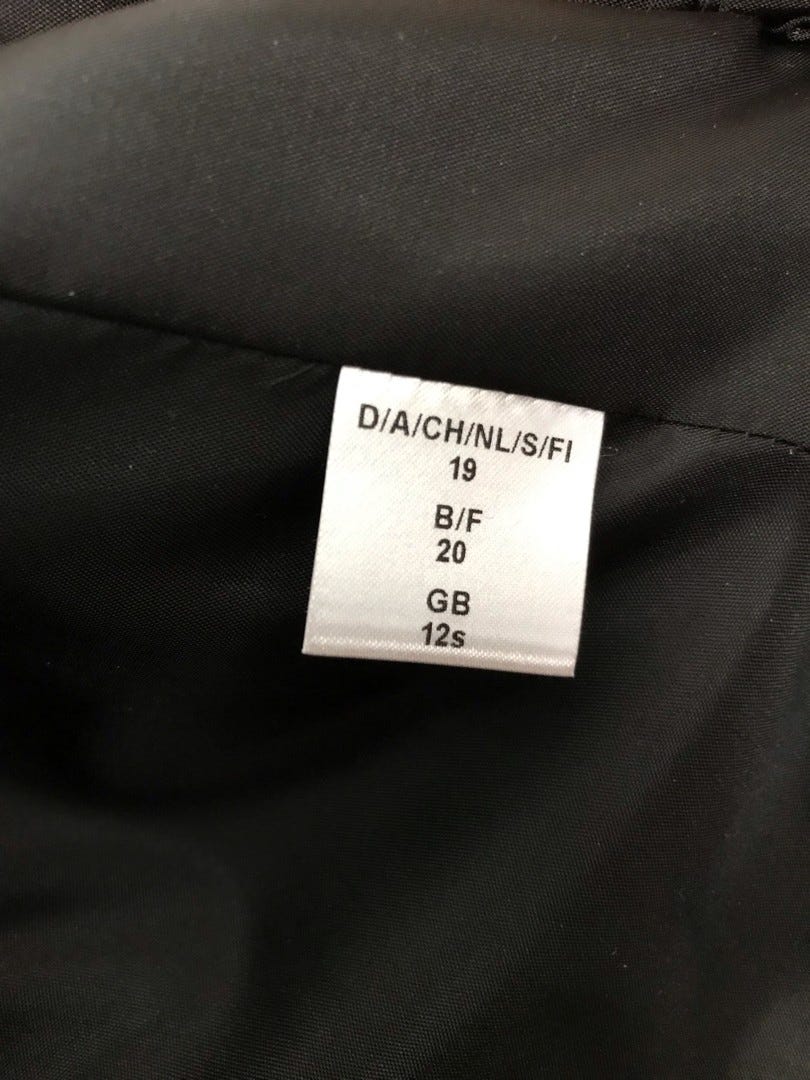 D/A/CH/NL/S/FI
19
B/F
20
GB
12s